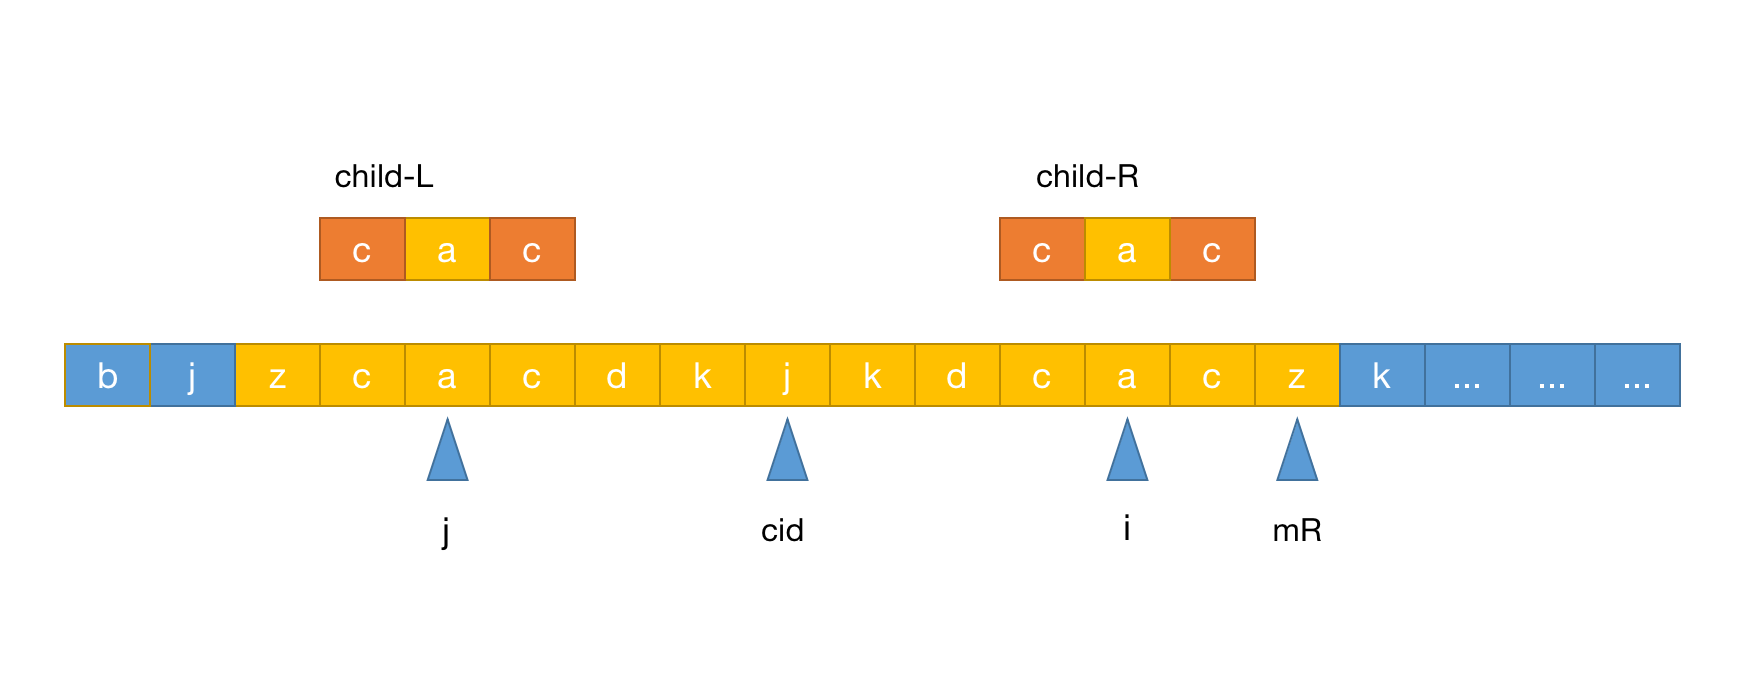 child-L child-R
c a c c a c
b j z c a c d k j k d c a c z k ... ... ...
j cid i mR